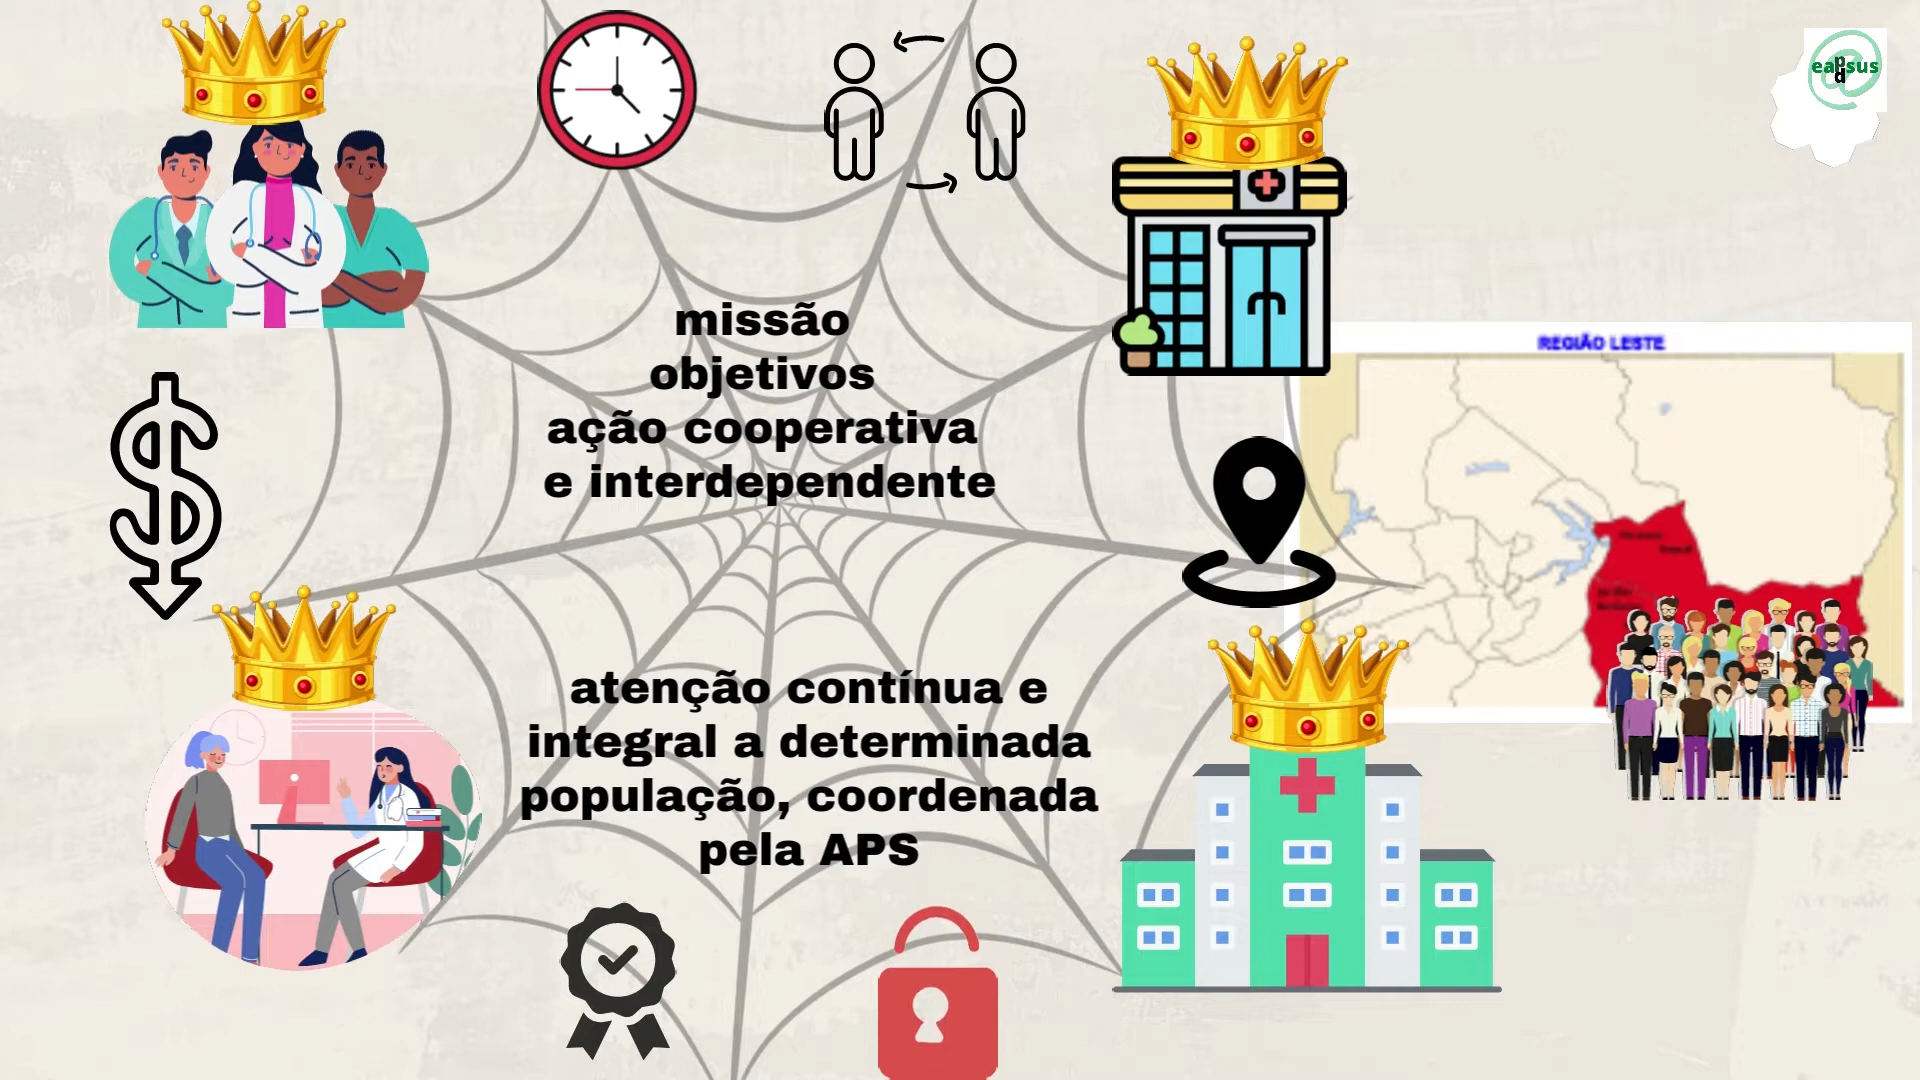 missão
objetivos
ação cooperativa
e interdependente
REGIÃO LESTE
atenção contínua e
integral a determinada
população, coordenada
pela APS